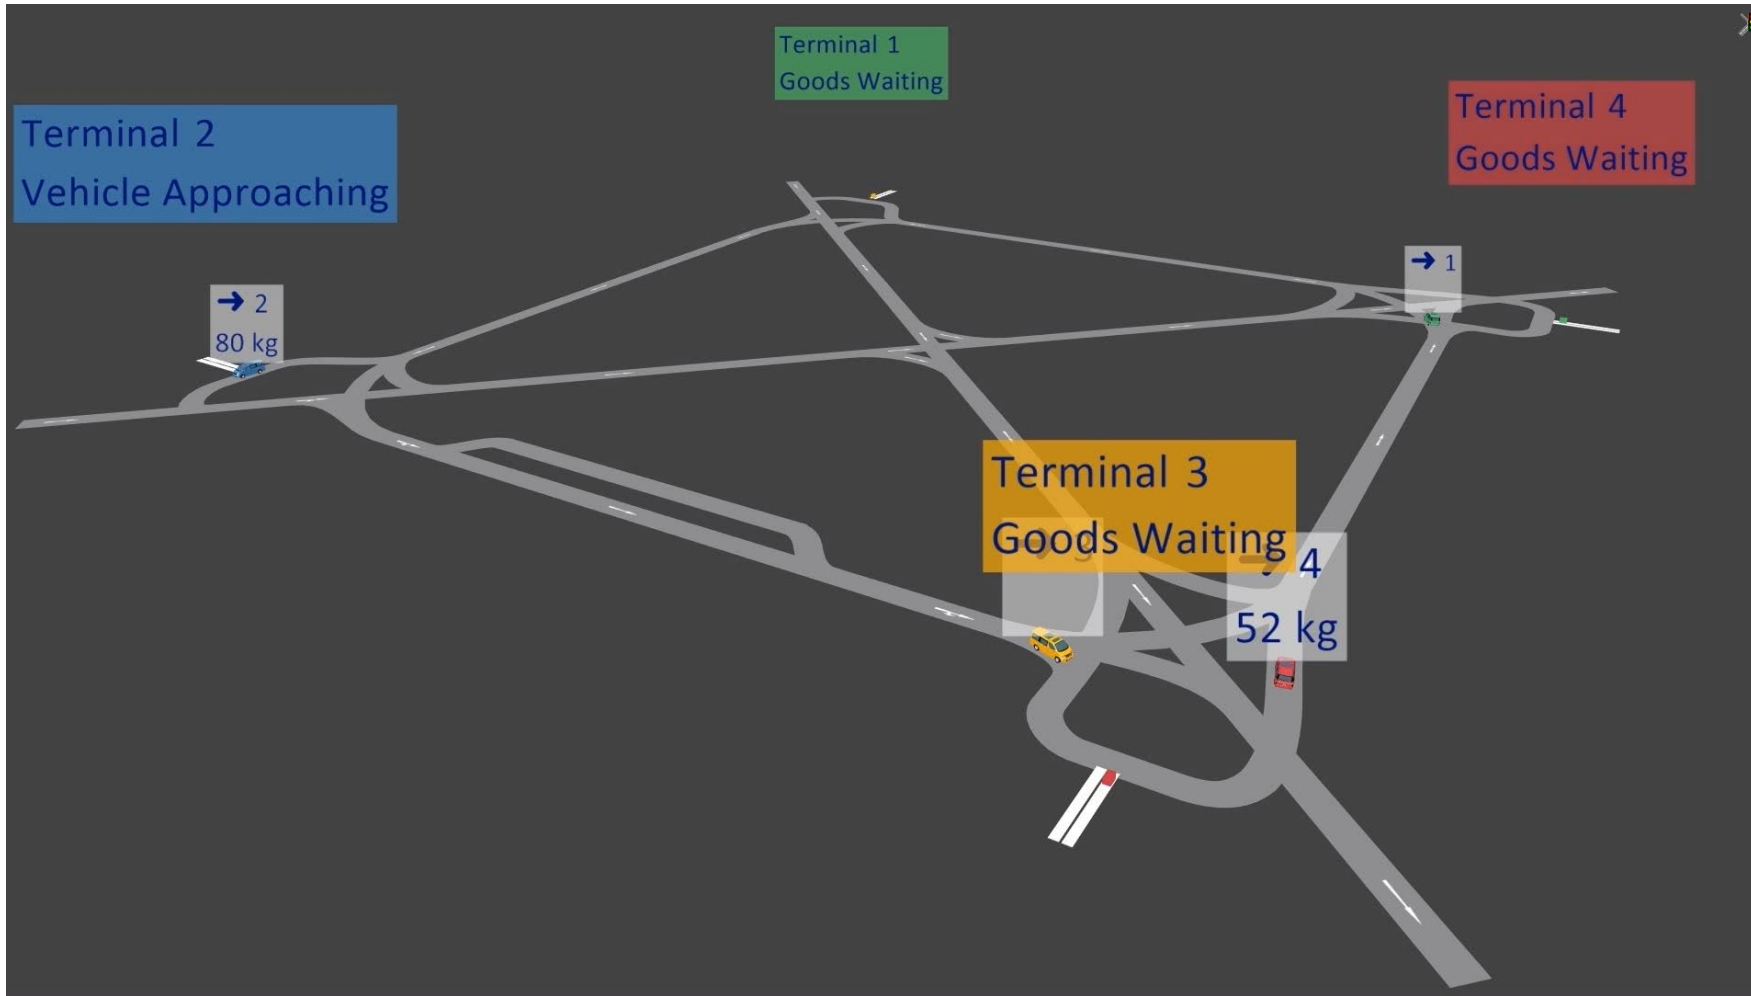 Terminal 1
Goods Waiting
Terminal 4
Goods Waiting
Terminal 2
Vehicle Approaching
→ 1
→ 2
80 kg
Terminal 3
Goods Waiting
→ 4
52 kg